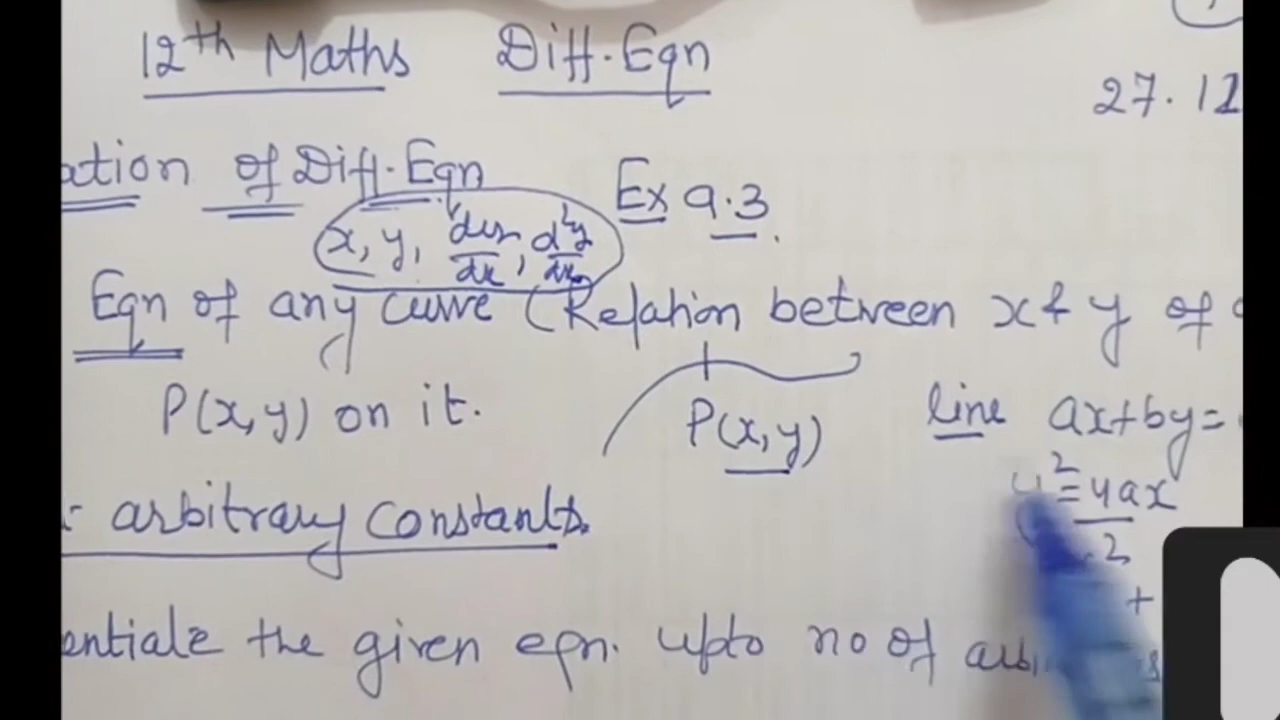 12th Maths Diff. Eqn
27. 12
ation of Diff. Eqn Ex 9.3.
x, y, dy/dx, d²y/dx
Eqn of any curve (Relation between x & y of
P(x,y) on it. P(x,y) line ax+by=
y²=4ax
arbitrary constants.
2
+
entiate the given eqn. upto no of